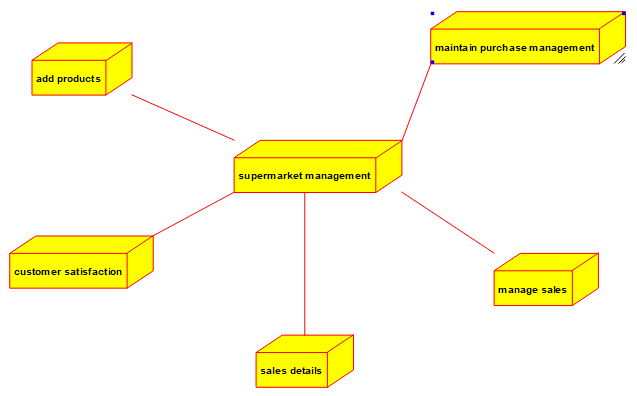 maintain purchase management
add products
supermarket management
customer satisfaction
manage sales
sales details